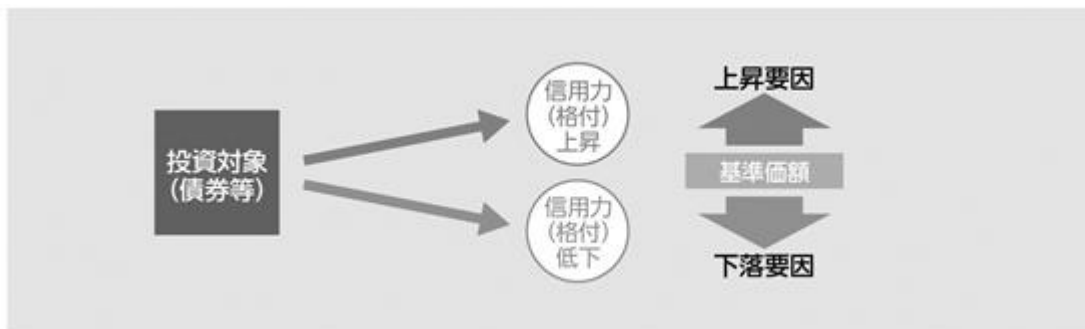 投資対象
(債券等)
信用力
(格付)
上昇
信用力
(格付)
低下
上昇要因
基準価額
下落要因